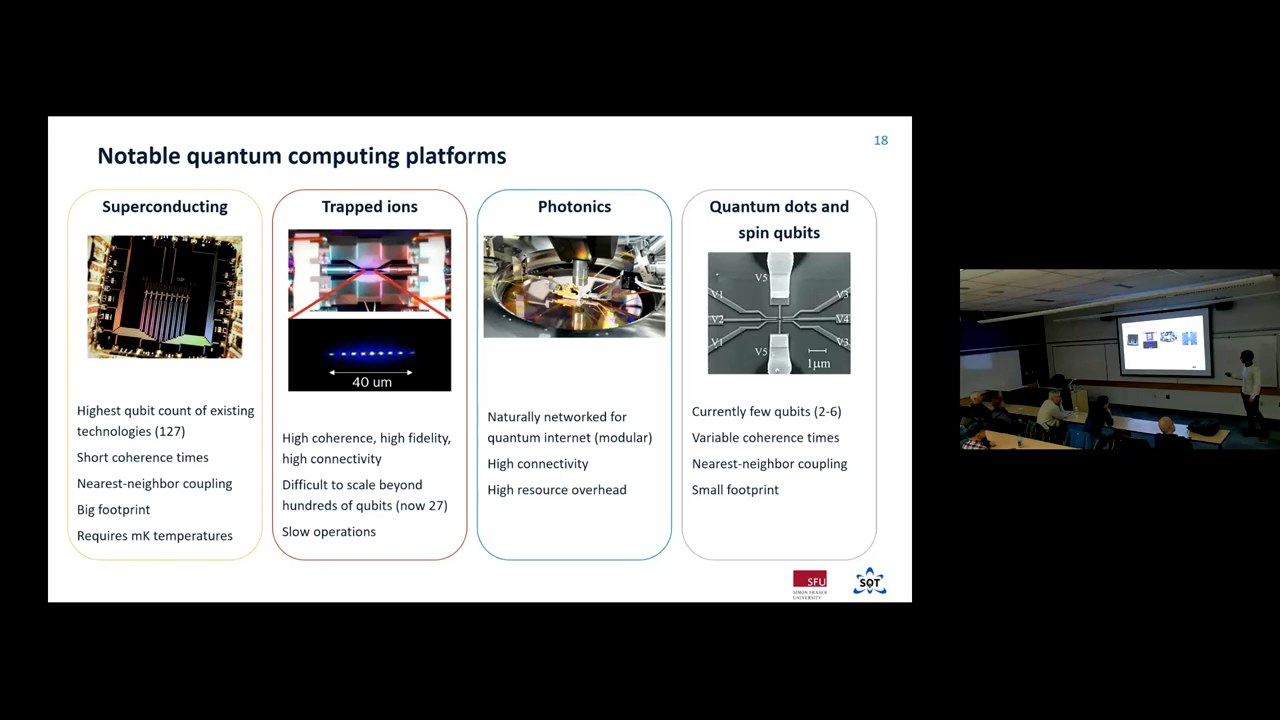 18
Notable quantum computing platforms
Superconducting
Highest qubit count of existing
technologies (127)
Short coherence times
Nearest-neighbor coupling
Big footprint
Requires mK temperatures
Trapped ions
40 um
High coherence, high fidelity,
high connectivity
Difficult to scale beyond
hundreds of qubits (now 27)
Slow operations
Photonics
Naturally networked for
quantum internet (modular)
High connectivity
High resource overhead
Quantum dots and
spin qubits
V5
V1
V3
V2
V4
V1
V3
V5
1μm
Currently few qubits (2-6)
Variable coherence times
Nearest-neighbor coupling
Small footprint
SFU
SIMON FRASER
UNIVERSITY
SQT